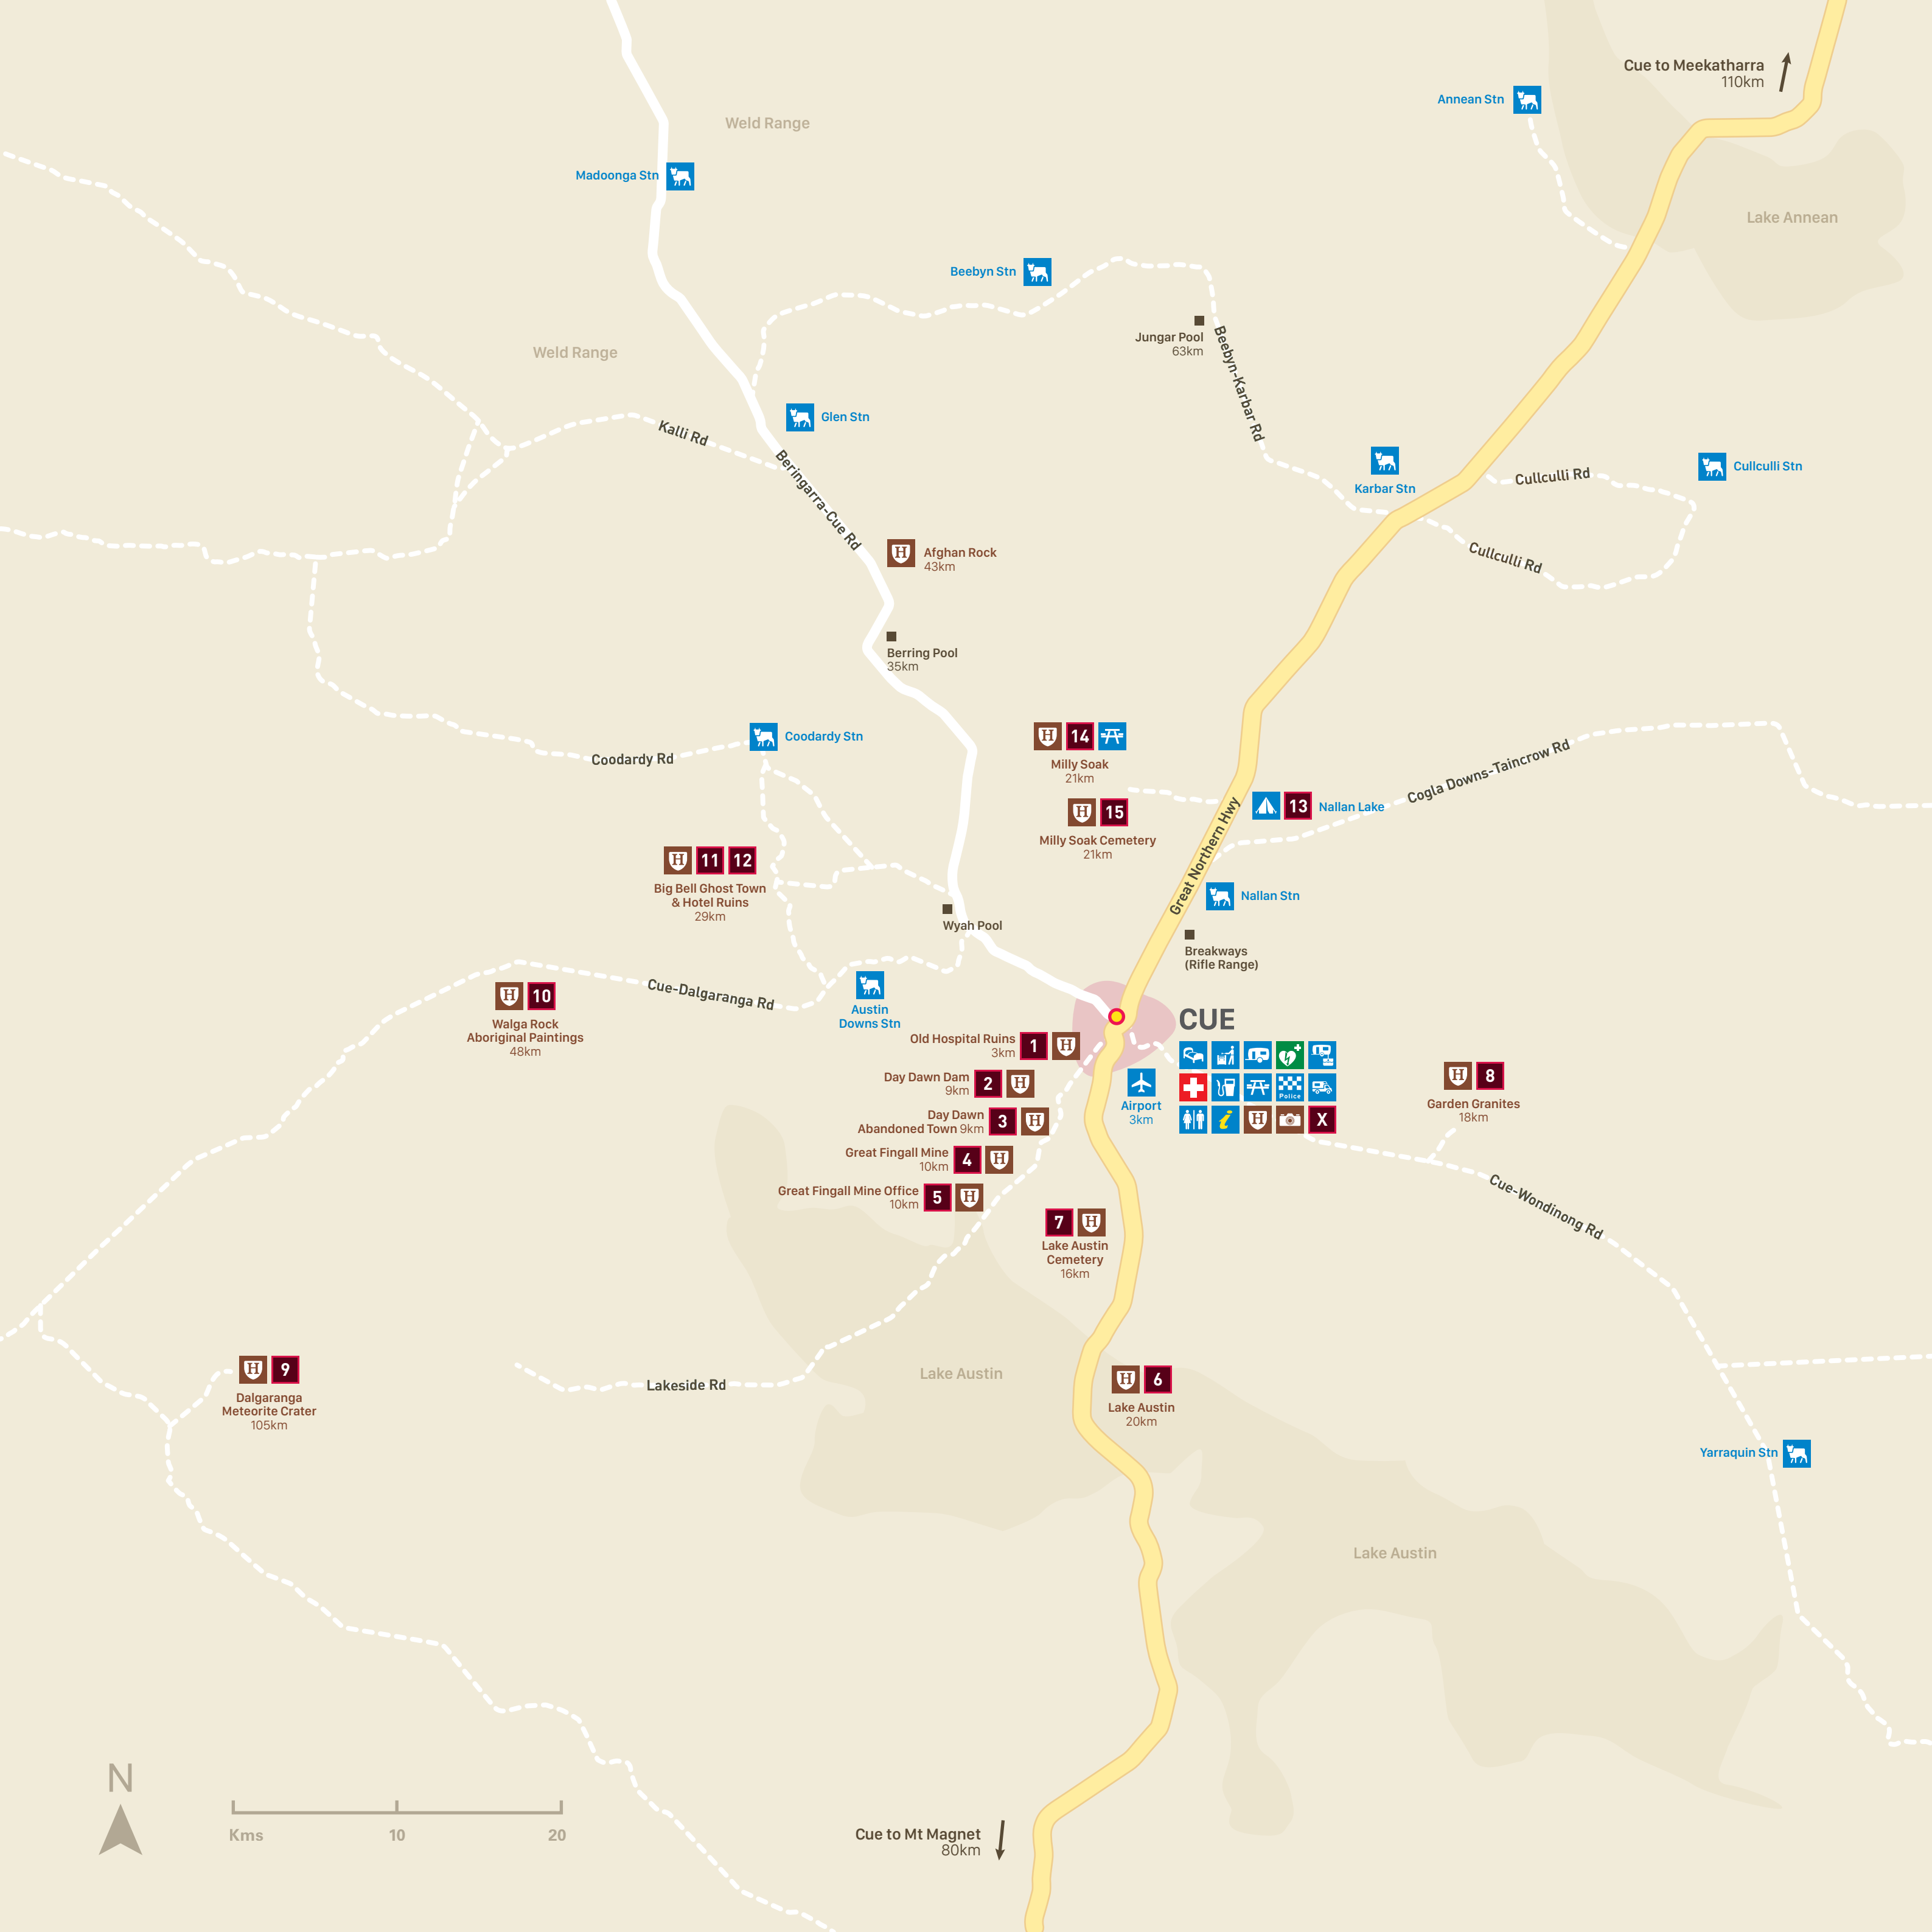 Cue to Meekatharra
110km
Annean Stn
Weld Range
Madoonga Stn
Lake Annean
Beebyn Stn
Jungar Pool
63km
Beebyn-Karbar Rd
Weld Range
Glen Stn
Kalli Rd
Beringarra-Cue Rd
Karbar Stn
Cullculli Rd
Cullculli Stn
Cullculli Rd
H
Afghan Rock
43km
Berring Pool
35km
Coodardy Stn
Coodardy Rd
H 14
Milly Soak
21km
Cogla Downs-Taincrow Rd
H 15
Milly Soak Cemetery
21km
13 Nallan Lake
Great Northern Hwy
H 11 12
Big Bell Ghost Town
& Hotel Ruins
29km
Nallan Stn
Wyah Pool
Breakways
(Rifle Range)
Cue-Dalgaranga Rd
H 10
Walga Rock
Aboriginal Paintings
48km
Austin
Downs Stn
CUE
Police
i H X
Old Hospital Ruins
3km
1 H
Day Dawn Dam
9km
2 H
Day Dawn
Abandoned Town 9km
3 H
Great Fingall Mine
10km
4 H
Great Fingall Mine Office
10km
5 H
Airport
3km
H 8
Garden Granites
18km
Cue-Wondinong Rd
7 H
Lake Austin
Cemetery
16km
H 9
Dalgaranga
Meteorite Crater
105km
Lakeside Rd
Lake Austin
H 6
Lake Austin
20km
Yarraquin Stn
Lake Austin
N
Kms 10 20
Cue to Mt Magnet
80km